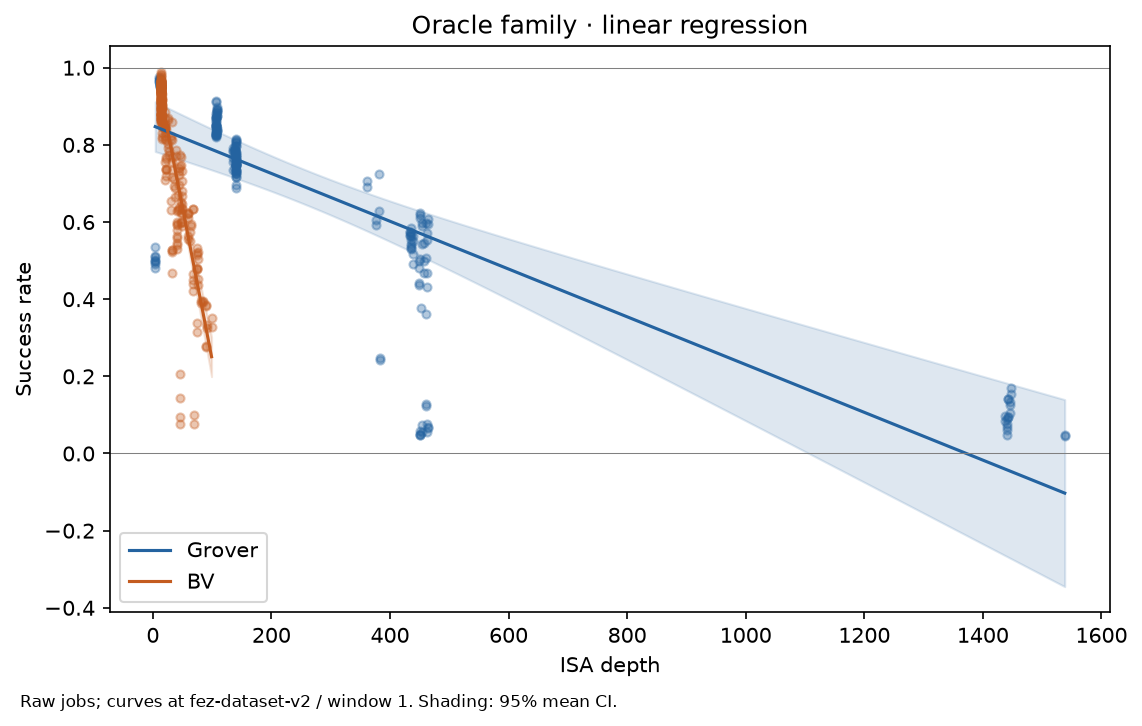 Oracle family · linear regression
Success rate
1.0
0.8
0.6
0.4
0.2
0.0
−0.2
−0.4
Grover
BV
0 200 400 600 800 1000 1200 1400 1600
ISA depth
Raw jobs; curves at fez-dataset-v2 / window 1. Shading: 95% mean CI.